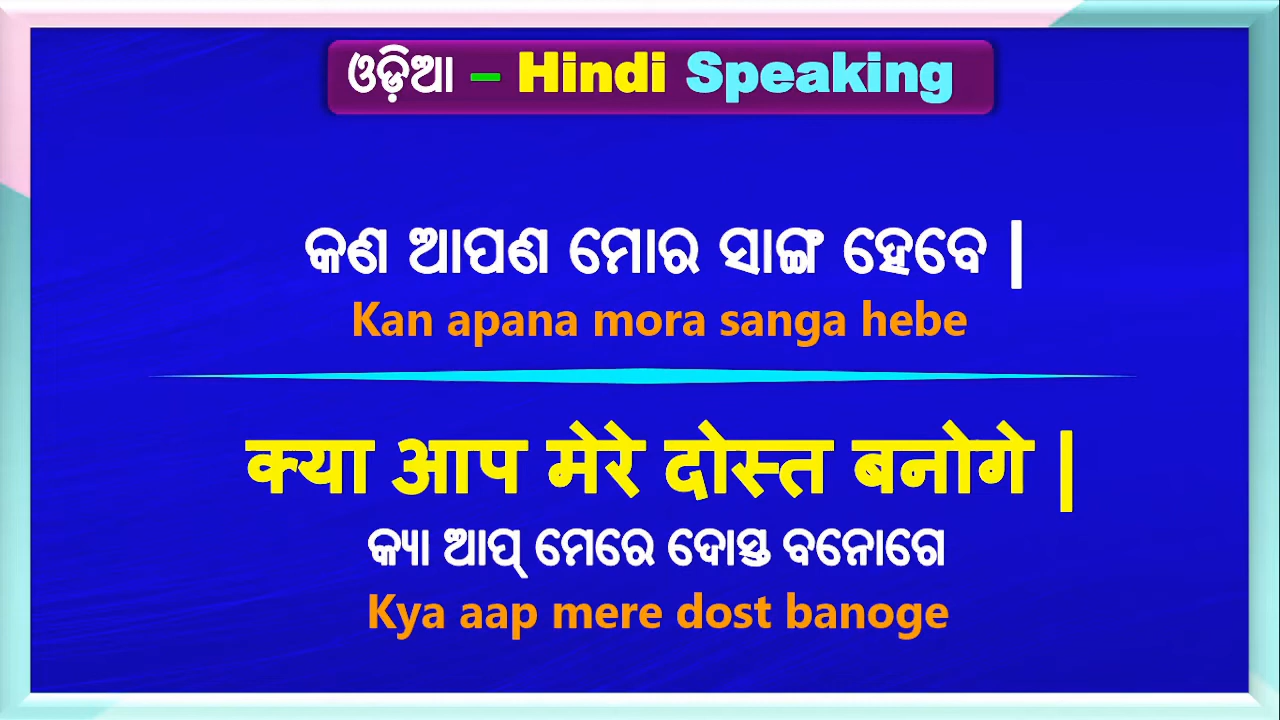 ଓଡ଼ିଆ – Hindi Speaking
କଣ ଆପଣ ମୋର ସାଙ୍ଗ ହେବେ |
Kan apana mora sanga hebe
क्या आप मेरे दोस्त बनोगे |
କ୍ୟା ଆପ୍ ମେରେ ଦୋସ୍ତ ବନୋଗେ
Kya aap mere dost banoge